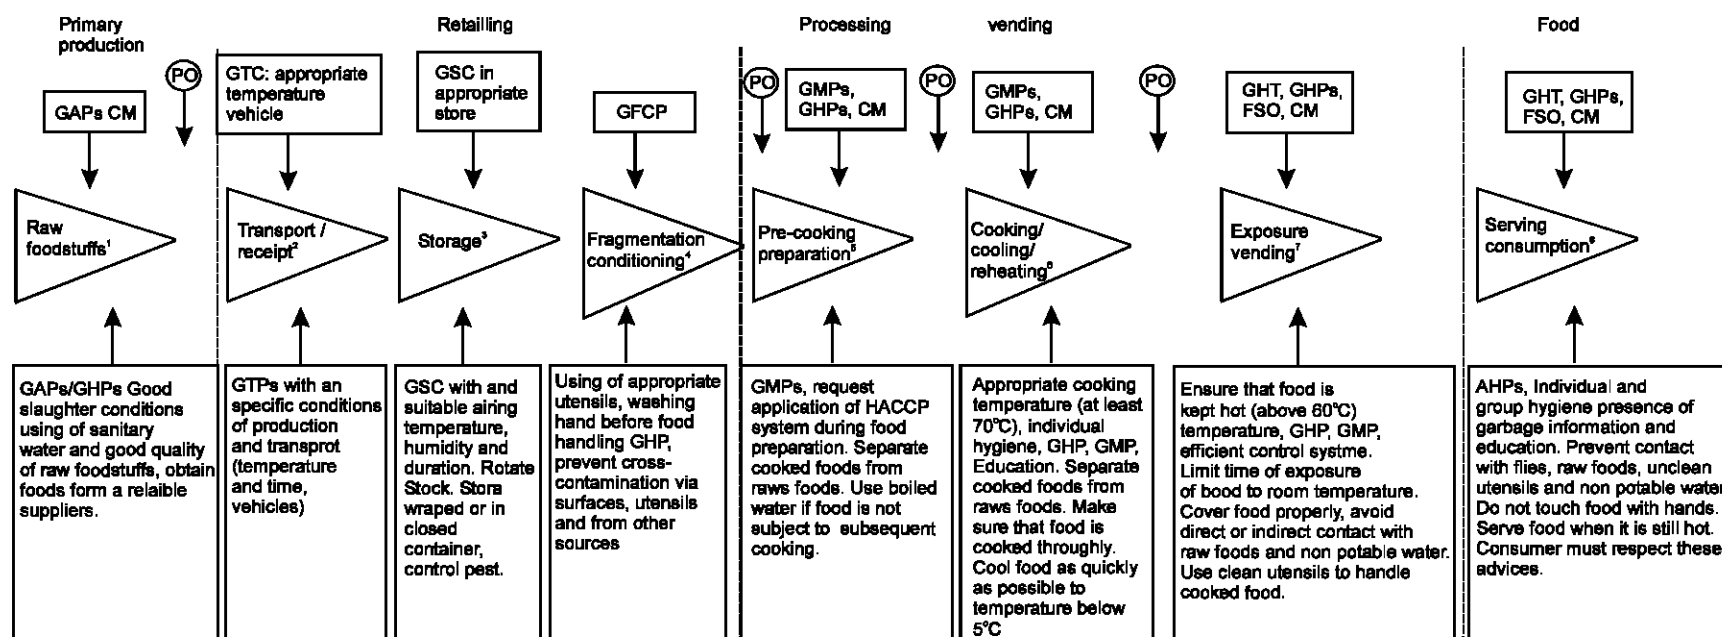 Primary
production
Retailling
Processing
vending
Food
PO
PO
PO
PO
GAPs CM
GTC: appropriate
temperature
vehicle
GSC in
appropriate
store
GFCP
GMPs,
GHPs, CM
GMPs,
GHPs, CM
GHT, GHPs,
FSO, CM
GHT, GHPs,
FSO, CM
Raw
foodstuffs¹
Transport /
receipt²
Storage³
Fragmentation
conditioning⁴
Pre-cooking
preparation⁵
Cooking/
cooling/
reheating⁶
Exposure
vending⁷
Serving
consumption⁸
GAPs/GHPs Good
slaughter conditions
using of sanitary
water and good quality
of raw foodstuffs, obtain
foods form a relaible
suppliers.
GTPs with an
specific conditions
of production
and transprot
(temperature
and time,
vehicles)
GSC with and
suitable airing
temperature,
humidity and
duration. Rotate
Stock. Stora
wraped or in
closed
container,
control pest.
Using of appropriate
utensils, washing
hand before food
handling GHP,
prevent cross-
contamination via
surfaces, utensils
and from other
sources
GMPs, request
application of HACCP
system during food
preparation. Separate
cooked foods from
raws foods. Use boiled
water if food is not
subject to subsequent
cooking.
Appropriate cooking
temperature (at least
70°C), individual
hygiene, GHP, GMP,
Education. Separate
cooked foods from
raws foods. Make
sure that food is
cooked throughly.
Cool food as quickly
as possible to
temperature below
5°C
Ensure that food is
kept hot (above 60°C)
temperature, GHP, GMP,
efficient control systme.
Limit time of exposure
of bood to room temperature.
Cover food properly, avoid
direct or indirect contact with
raw foods and non potable water.
Use clean utensils to handle
cooked food.
AHPs, Individual and
group hygiene presence of
garbage information and
education. Prevent contact
with flies, raw foods, unclean
utensils and non potable water
Do not touch food with hands.
Serve food when it is still hot.
Consumer must respect these
advices.